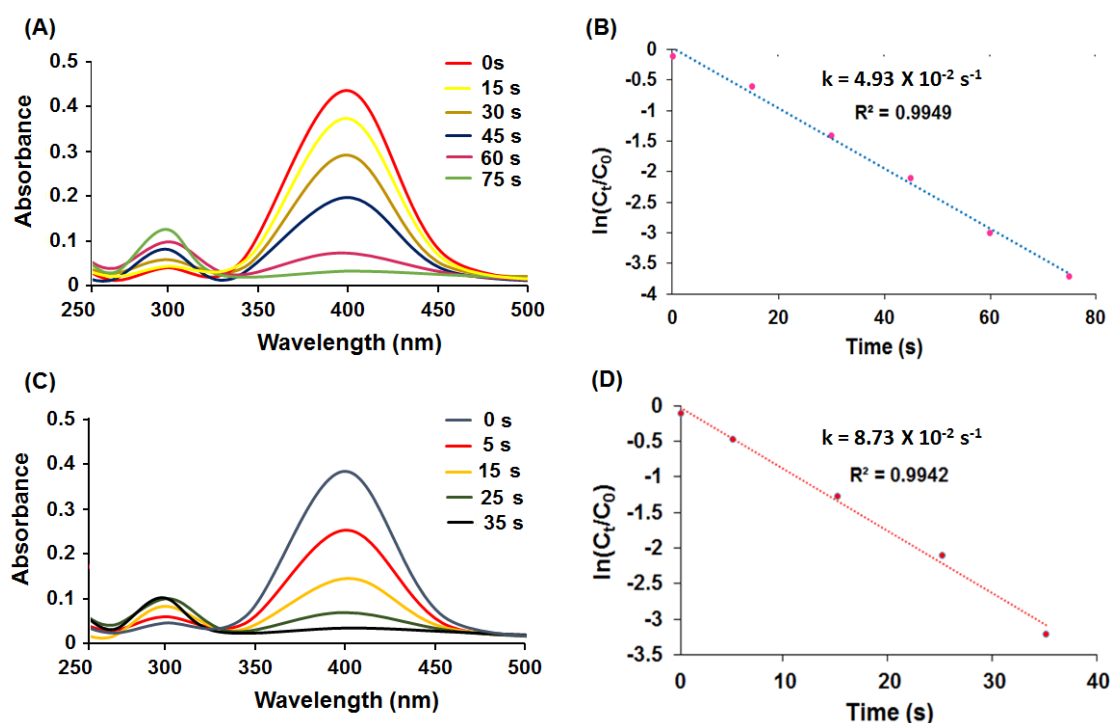 (A)
0.5
0.4
0.3
0.2
0.1
0
Absorbance
250
300
350
400
450
500
Wavelength (nm)
0s
15 s
30 s
45 s
60 s
75 s
(B)
0
-0.5
-1
-1.5
-2
-2.5
-3
-3.5
-4
ln(Cₜ/C₀)
k = 4.93 X 10⁻² s⁻¹
R² = 0.9949
0
20
40
60
80
Time (s)
(C)
0.5
0.4
0.3
0.2
0.1
0
Absorbance
250
300
350
400
450
500
Wavelength (nm)
0 s
5 s
15 s
25 s
35 s
(D)
0
-0.5
-1
-1.5
-2
-2.5
-3
-3.5
ln(Cₜ/C₀)
k = 8.73 X 10⁻² s⁻¹
R² = 0.9942
0
10
20
30
40
Time (s)